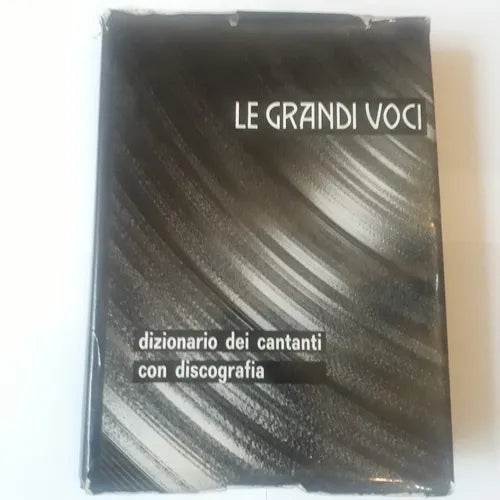 LE GRANDI VOCI
dizionario dei cantanti
con discografia